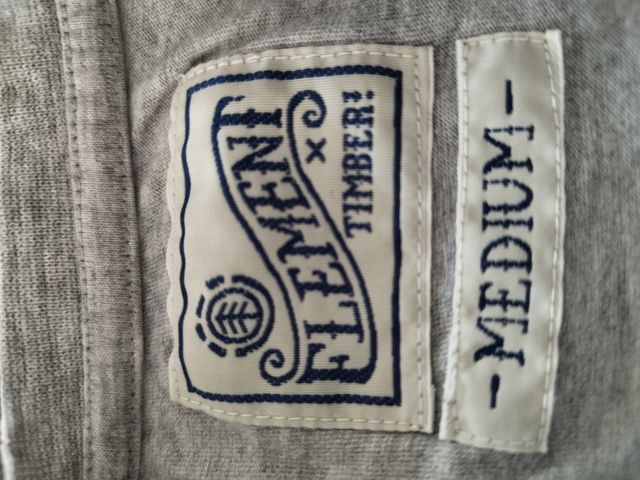 ELEMENT
× TIMBER!
- MEDIUM -